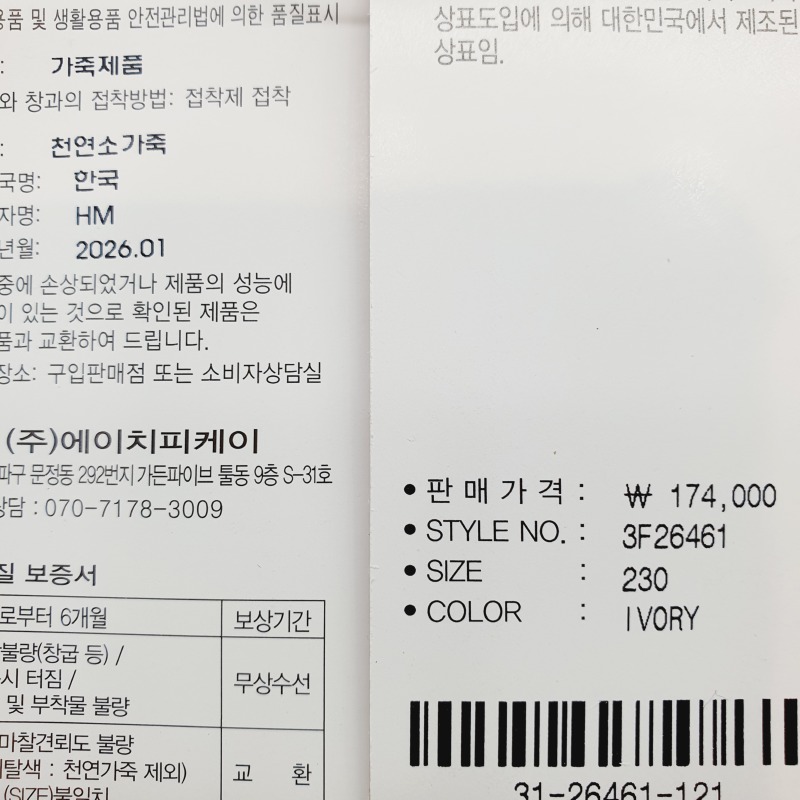 용품 및 생활용품 안전관리법에 의한 품질표시
: 가죽제품
와 창과의 접착방법: 접착제 접착
: 천연소가죽
국명: 한국
자명: HM
년월: 2026.01
중에 손상되었거나 제품의 성능에
이 있는 것으로 확인된 제품은
품과 교환하여 드립니다.
장소: 구입판매점 또는 소비자상담실
(주)에이치피케이
파구 문정동 292번지 가든파이브 툴동 9층 S-31호
상담 : 070-7178-3009
질 보증서
로부터 6개월 보상기간
불량(창굽 등) /
시 터짐 /
및 부착물 불량
무상수선
마찰견뢰도 불량
탈색 : 천연가죽 제외)
(SIZE)불일치
교 환
상표도입에 의해 대한민국에서 제조된
상표임.
• 판매가격 : ₩ 174,000
• STYLE NO. : 3F26461
• SIZE : 230
• COLOR : IVORY
31-26461-121